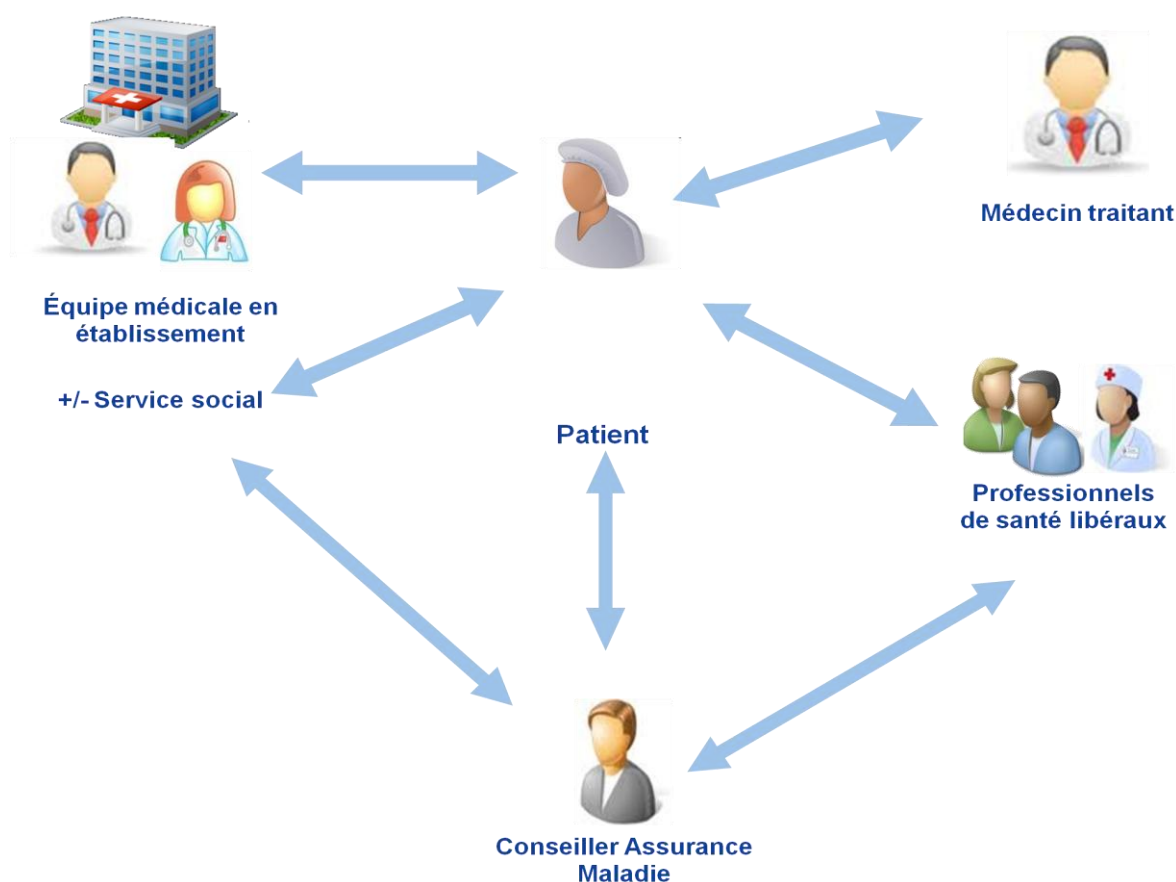 Médecin traitant
Équipe médicale en
établissement
+/- Service social
Patient
Professionnels
de santé libéraux
Conseiller Assurance
Maladie